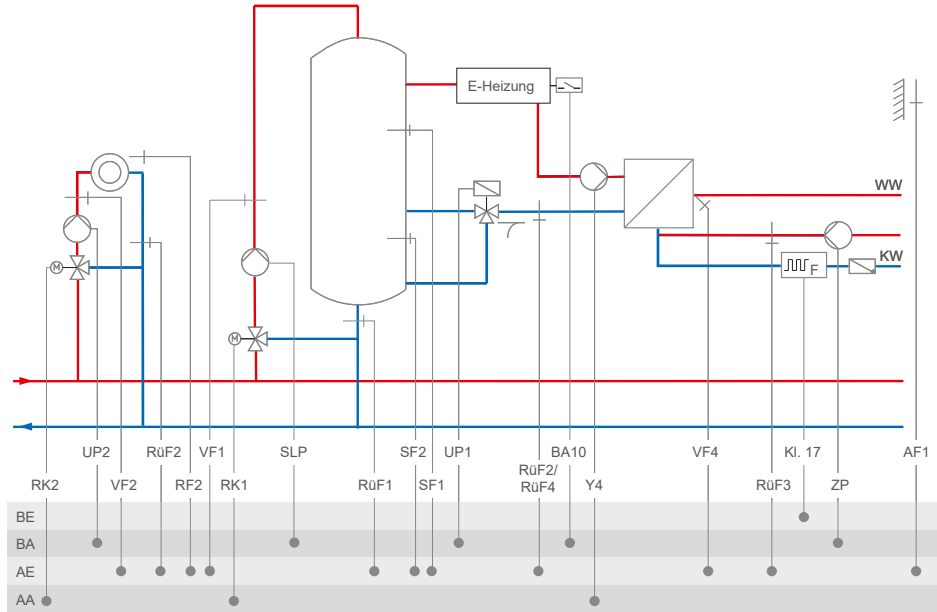 E-Heizung
M
WW
F
KW
M
UP2
RüF2
VF1
SLP
SF2
UP1
BA10
VF4
Kl. 17
AF1
RüF2/
RüF4
RK2
VF2
RF2
RK1
RüF1
SF1
Y4
RüF3
ZP
BE
BA
AE
AA